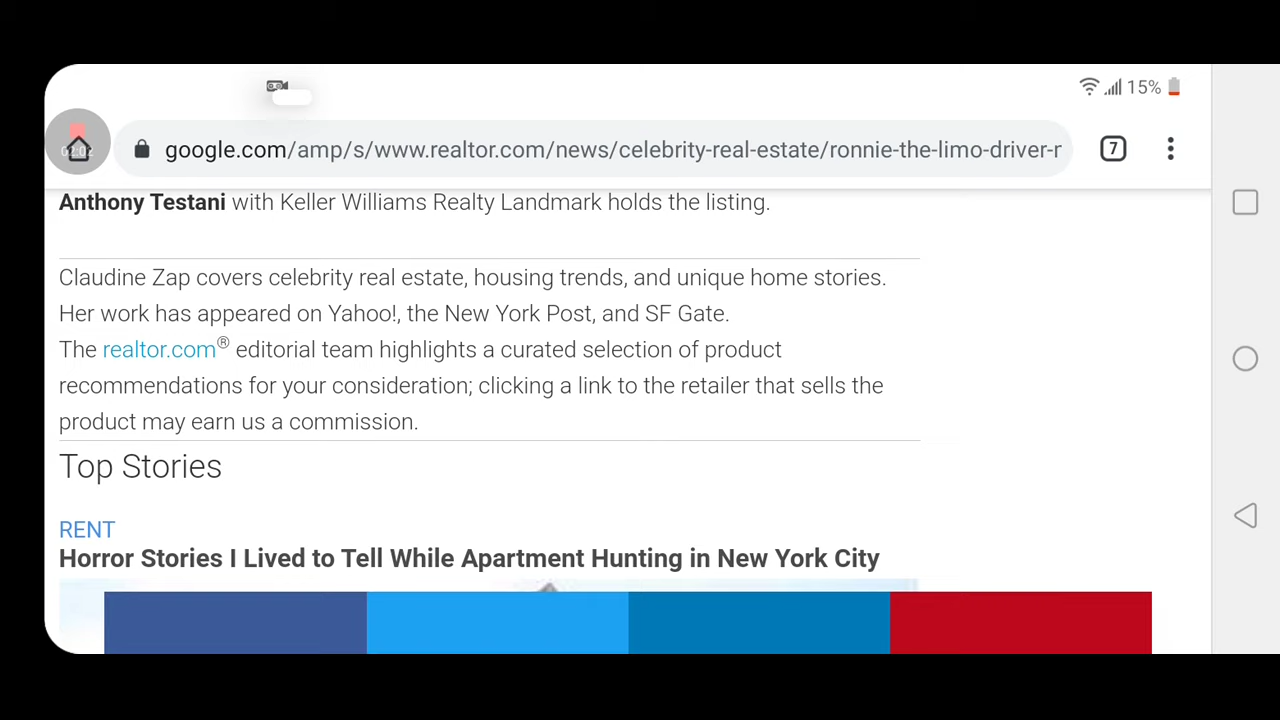 15%
02:02
google.com/amp/s/www.realtor.com/news/celebrity-real-estate/ronnie-the-limo-driver-r
7
Anthony Testani with Keller Williams Realty Landmark holds the listing.
Claudine Zap covers celebrity real estate, housing trends, and unique home stories.
Her work has appeared on Yahoo!, the New York Post, and SF Gate.
The realtor.com® editorial team highlights a curated selection of product
recommendations for your consideration; clicking a link to the retailer that sells the
product may earn us a commission.
Top Stories
RENT
Horror Stories I Lived to Tell While Apartment Hunting in New York City